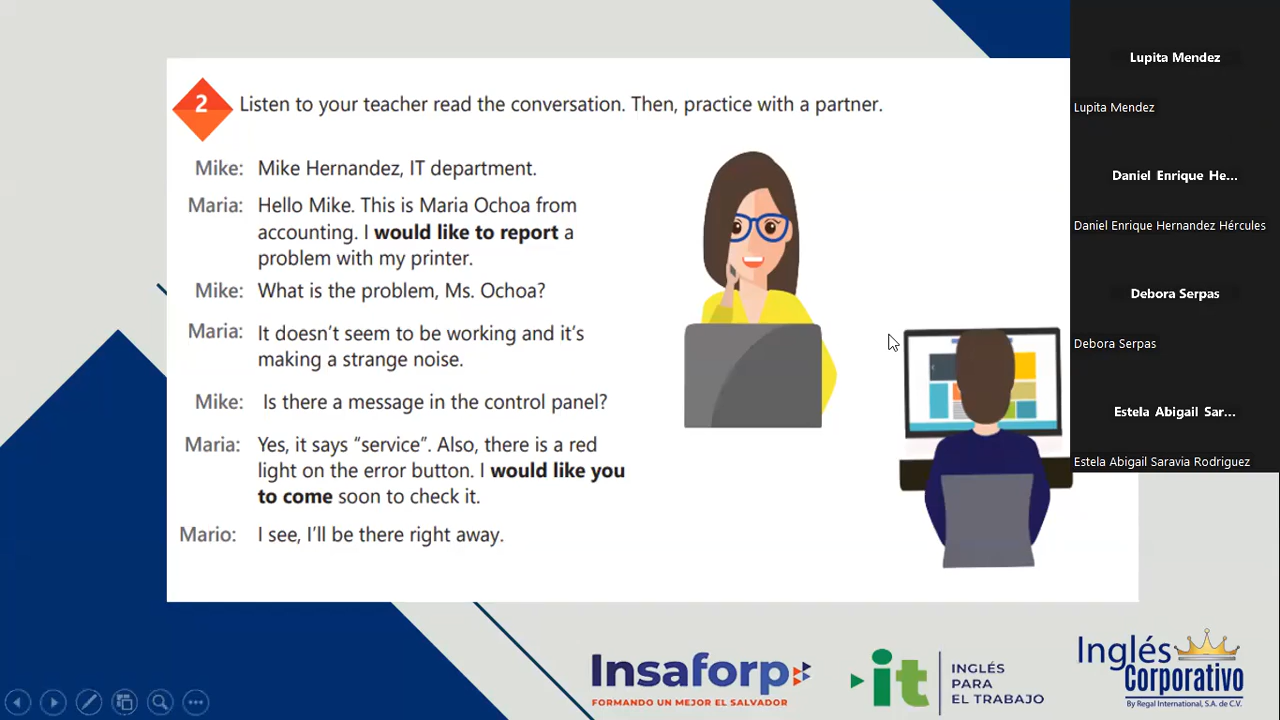 2 Listen to your teacher read the conversation. Then, practice with a partner.
Mike: Mike Hernandez, IT department.
Maria: Hello Mike. This is Maria Ochoa from
accounting. I would like to report a
problem with my printer.
Mike: What is the problem, Ms. Ochoa?
Maria: It doesn't seem to be working and it's
making a strange noise.
Mike: Is there a message in the control panel?
Maria: Yes, it says “service”. Also, there is a red
light on the error button. I would like you
to come soon to check it.
Mario: I see, I'll be there right away.
Lupita Mendez
Lupita Mendez
Daniel Enrique He...
Daniel Enrique Hernandez Hércules
Debora Serpas
Debora Serpas
Estela Abigail Sar...
Estela Abigail Saravia Rodriguez
Insaforp
FORMANDO UN MEJOR EL SALVADOR
it
INGLÉS
PARA
EL TRABAJO
Inglés
Corporativo
By Regal International, S.A. de C.V.